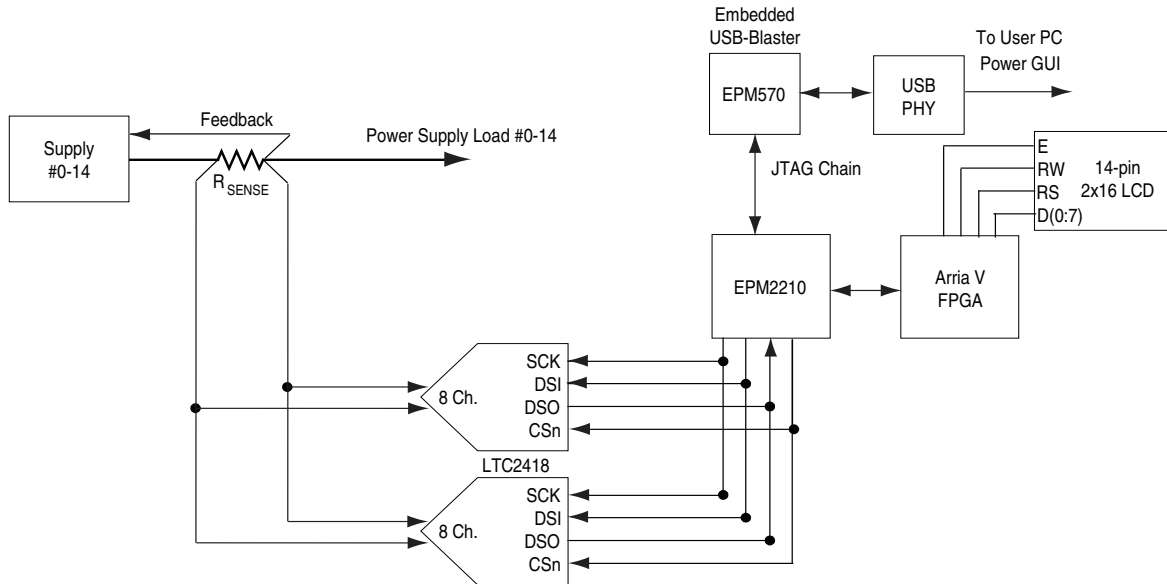 Embedded
USB-Blaster
To User PC
Power GUI
EPM570
USB
PHY
Feedback
Power Supply Load #0-14
Supply
#0-14
R SENSE
JTAG Chain
E
RW
RS
D(0:7)
14-pin
2x16 LCD
EPM2210
Arria V
FPGA
8 Ch.
SCK
DSI
DSO
CSn
LTC2418
8 Ch.
SCK
DSI
DSO
CSn